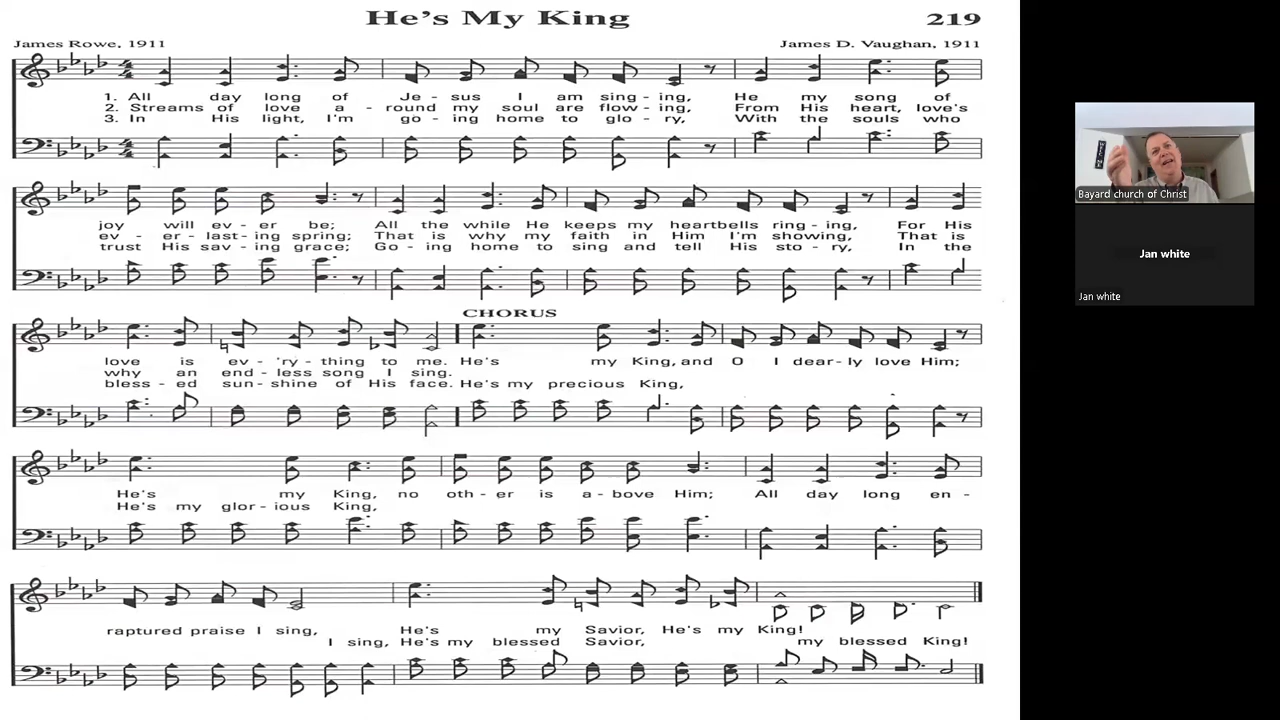 He's My King
219
James Rowe, 1911
James D. Vaughan, 1911
1. All day long of Je - sus I am sing - ing, He my song of
2. Streams of love a - round my soul are flow - ing, From His heart, love's
3. In His light, I'm go - ing home to glo - ry, With the souls who
joy will ev - er be; All the while He keeps my heartbells ring - ing, For His
ev - er - last - ing spring; That is why my faith in Him I'm showing, That is
trust His sav - ing grace; Go - ing home to sing and tell His sto - ry, In the
CHORUS
love is ev - 'ry - thing to me. He's my King, and O I dear - ly love Him;
why an end - less song I sing.
bless - ed sun - shine of His face. He's my precious King,
He's my King, no oth - er is a - bove Him; All day long en -
He's my glor - ious King,
raptured praise I sing, He's my Savior, He's my King!
I sing, He's my blessed Savior, my blessed King!
Bayard church of Christ
Jan white
Jan white